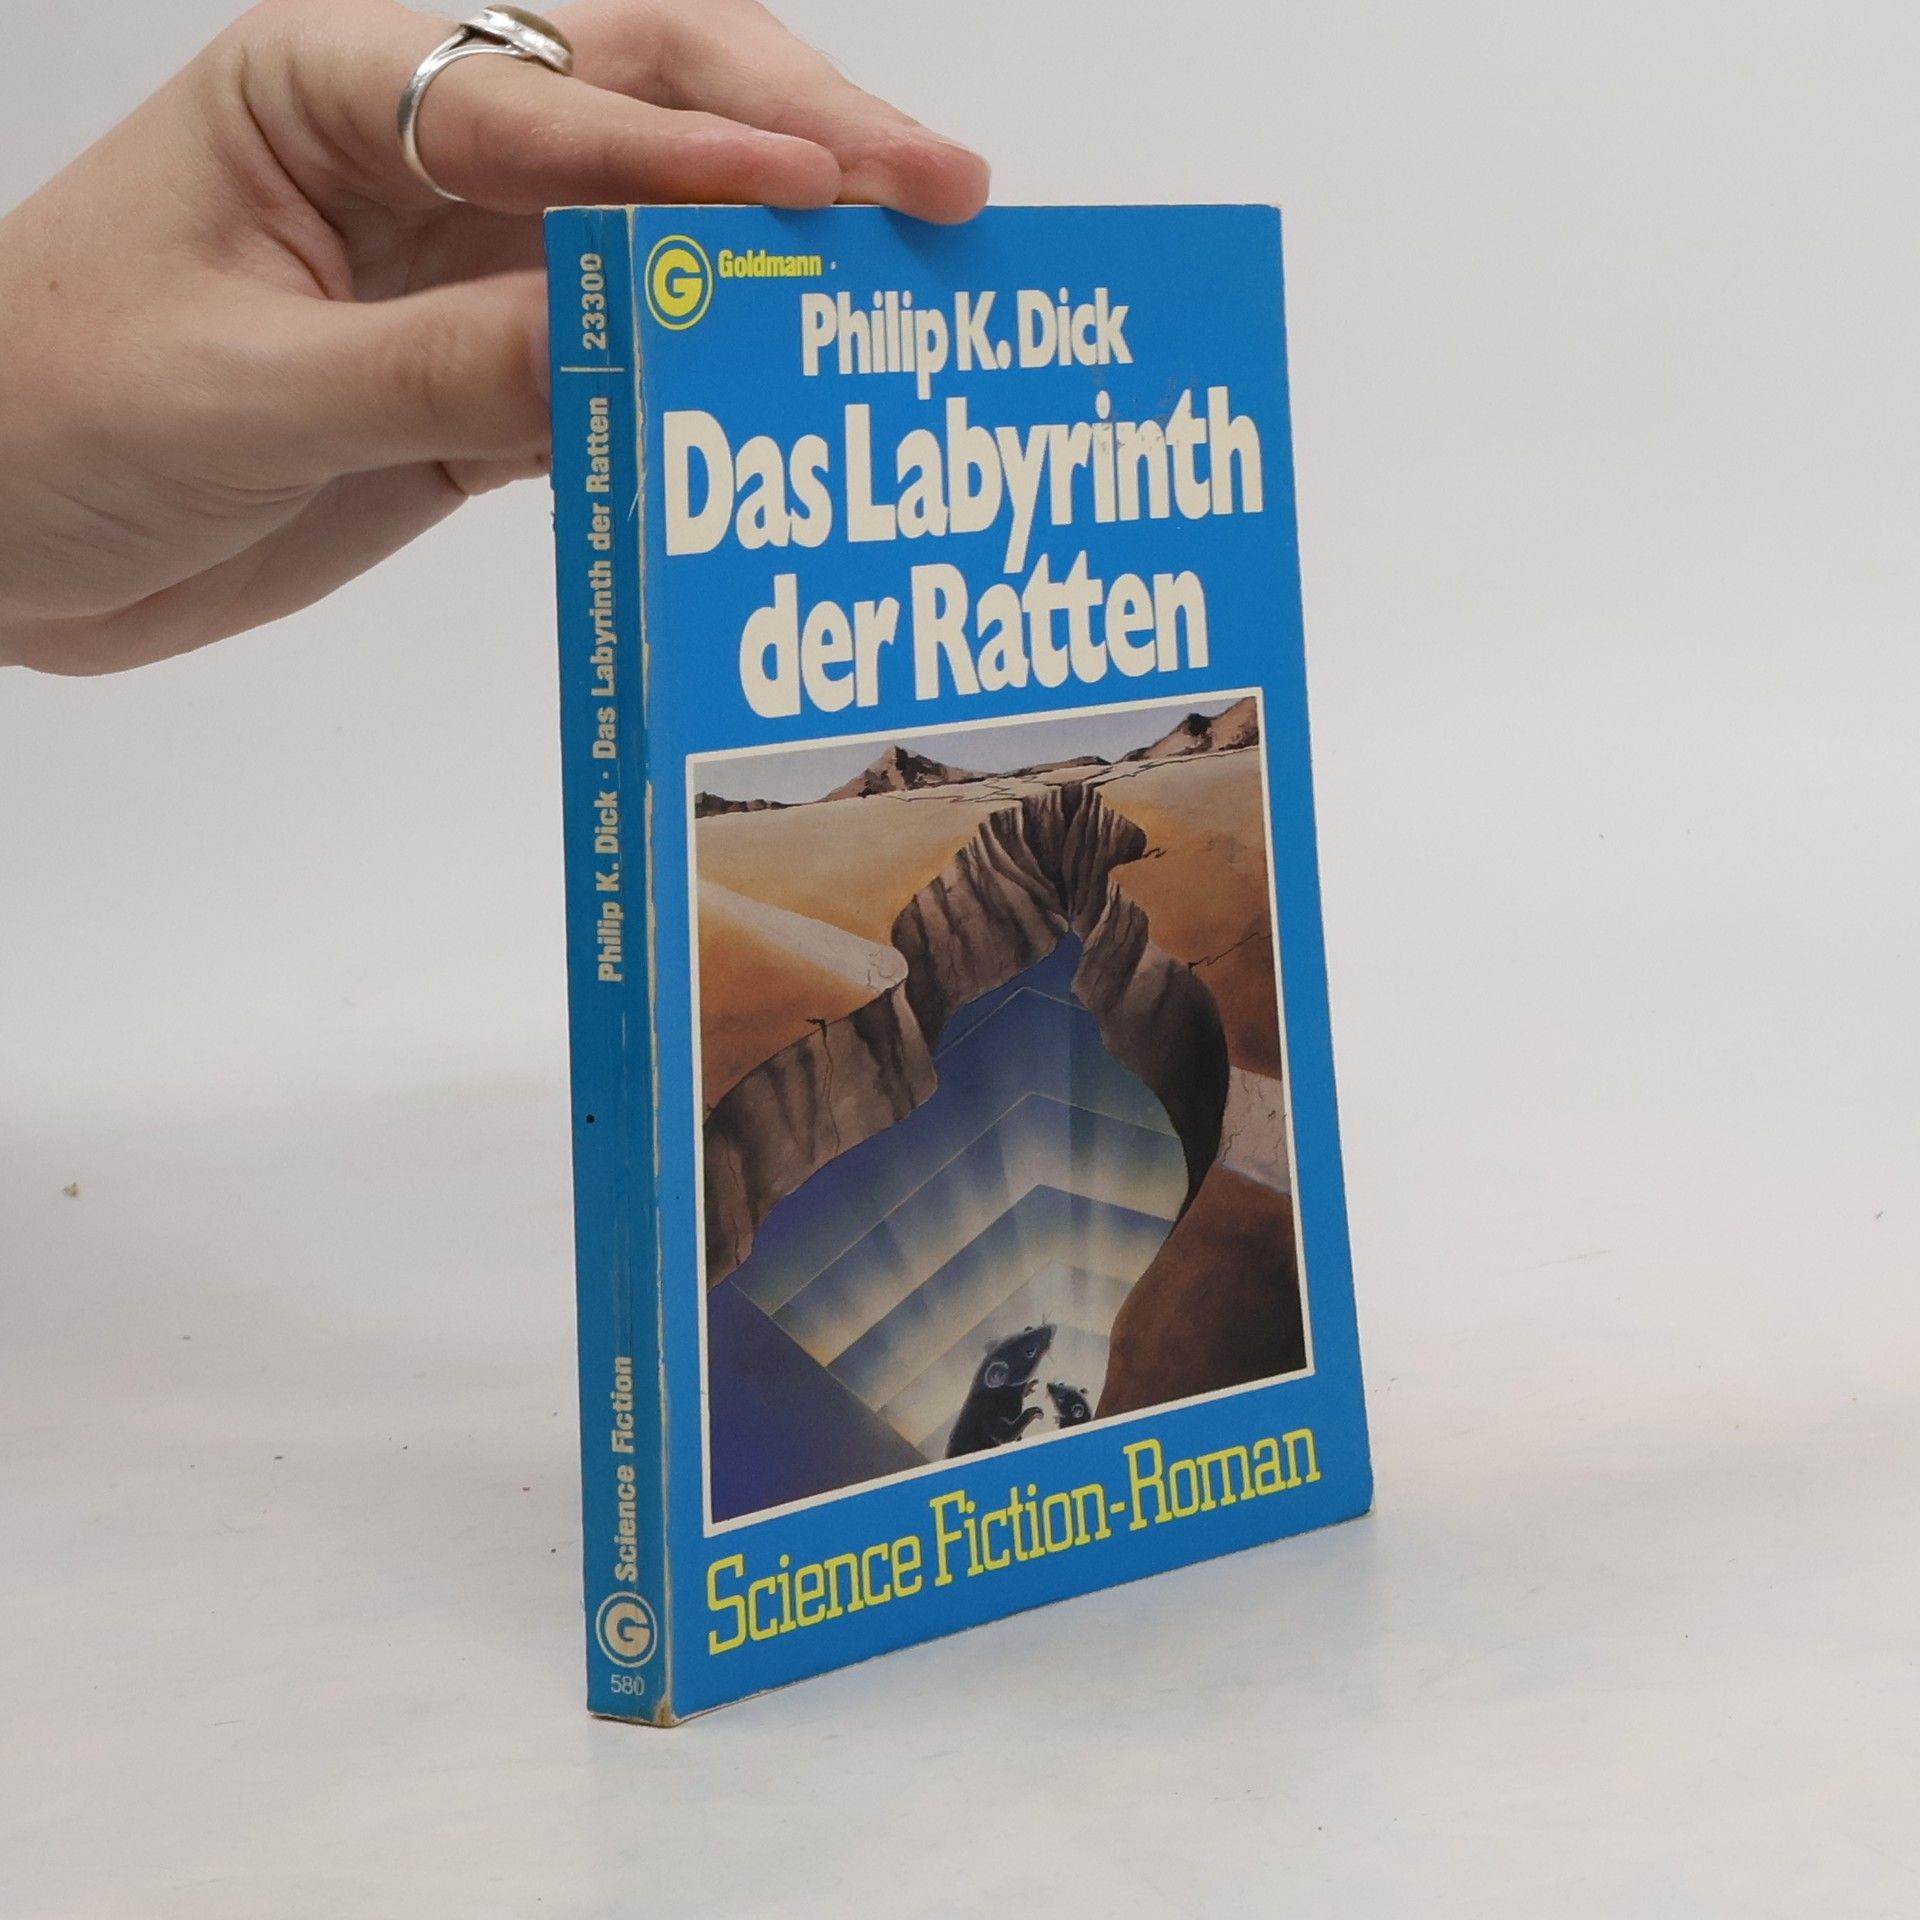 Philip K. Dick · Das Labyrinth der Ratten | 23300
G Science Fiction
580
G Goldmann
Philip K. Dick
Das Labyrinth
der Ratten
Science Fiction-Roman